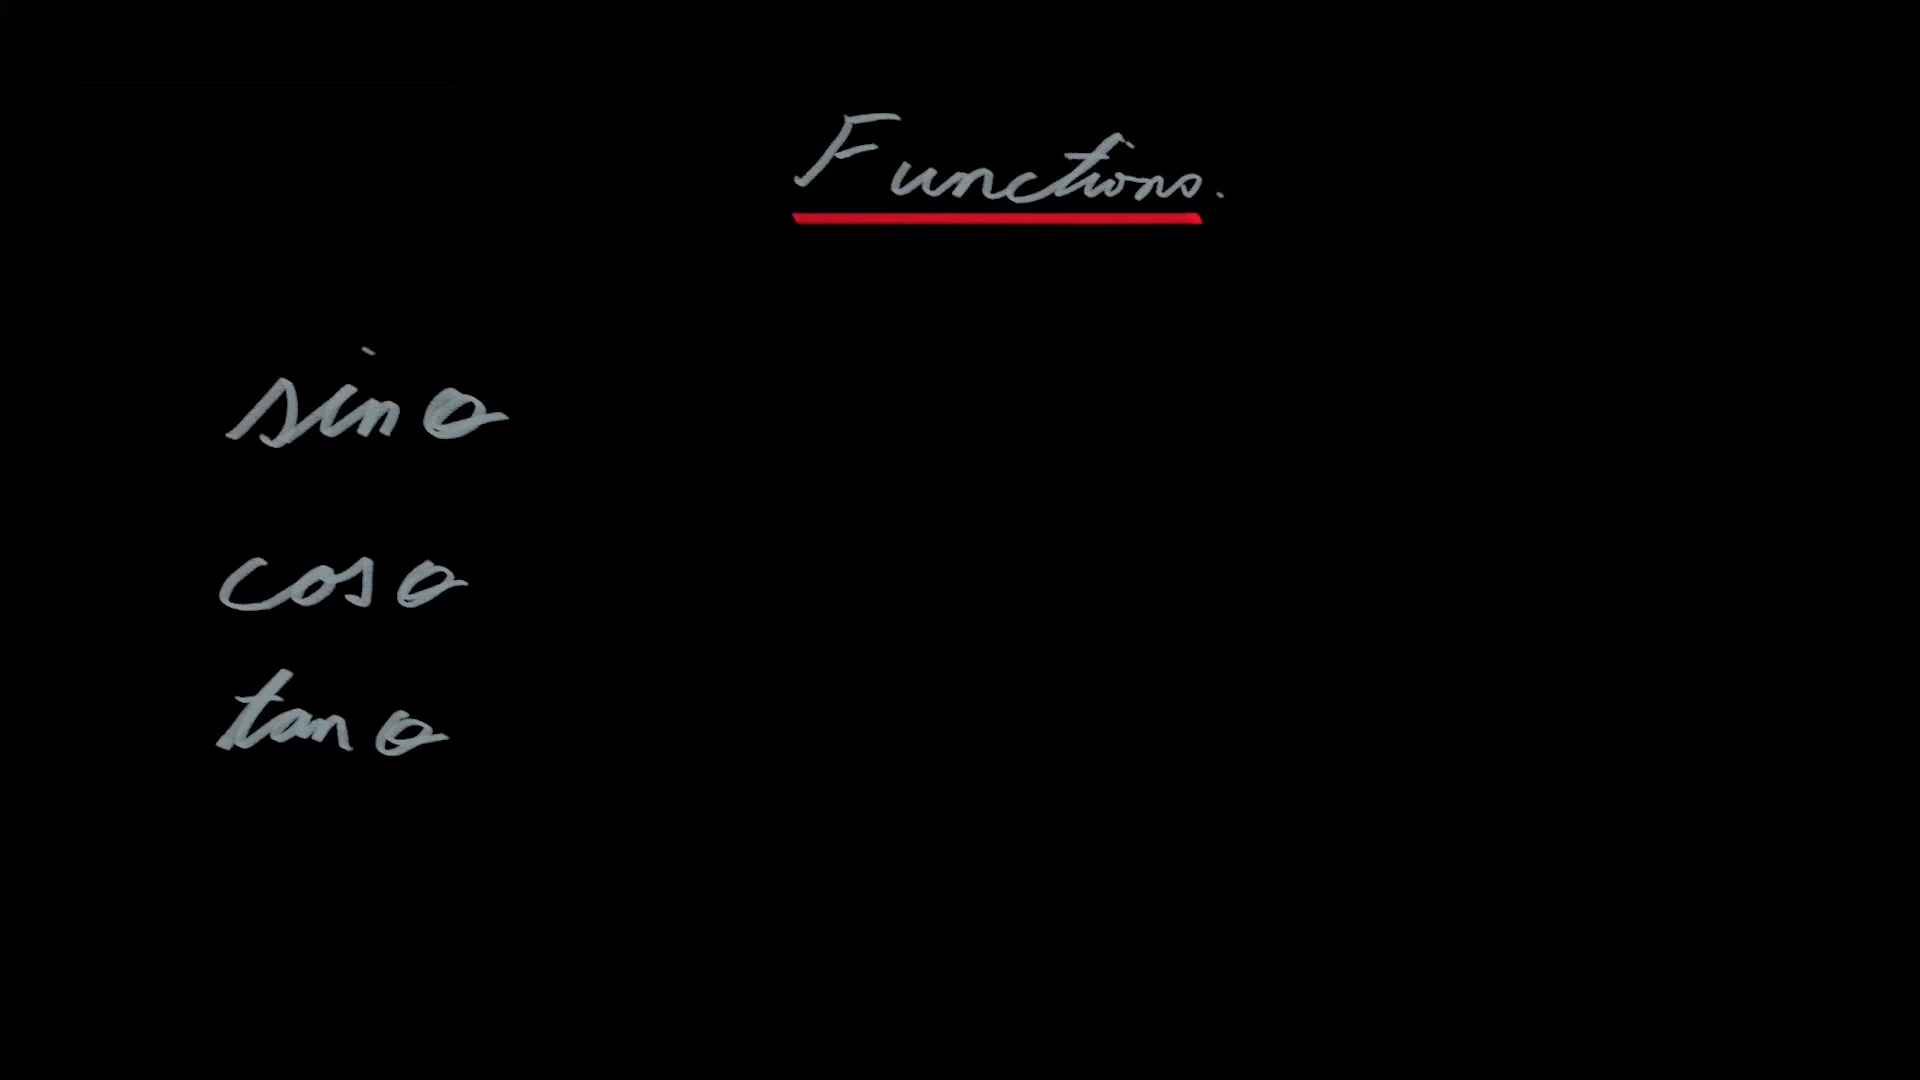 Functions.
sin θ
cos θ
tan θ